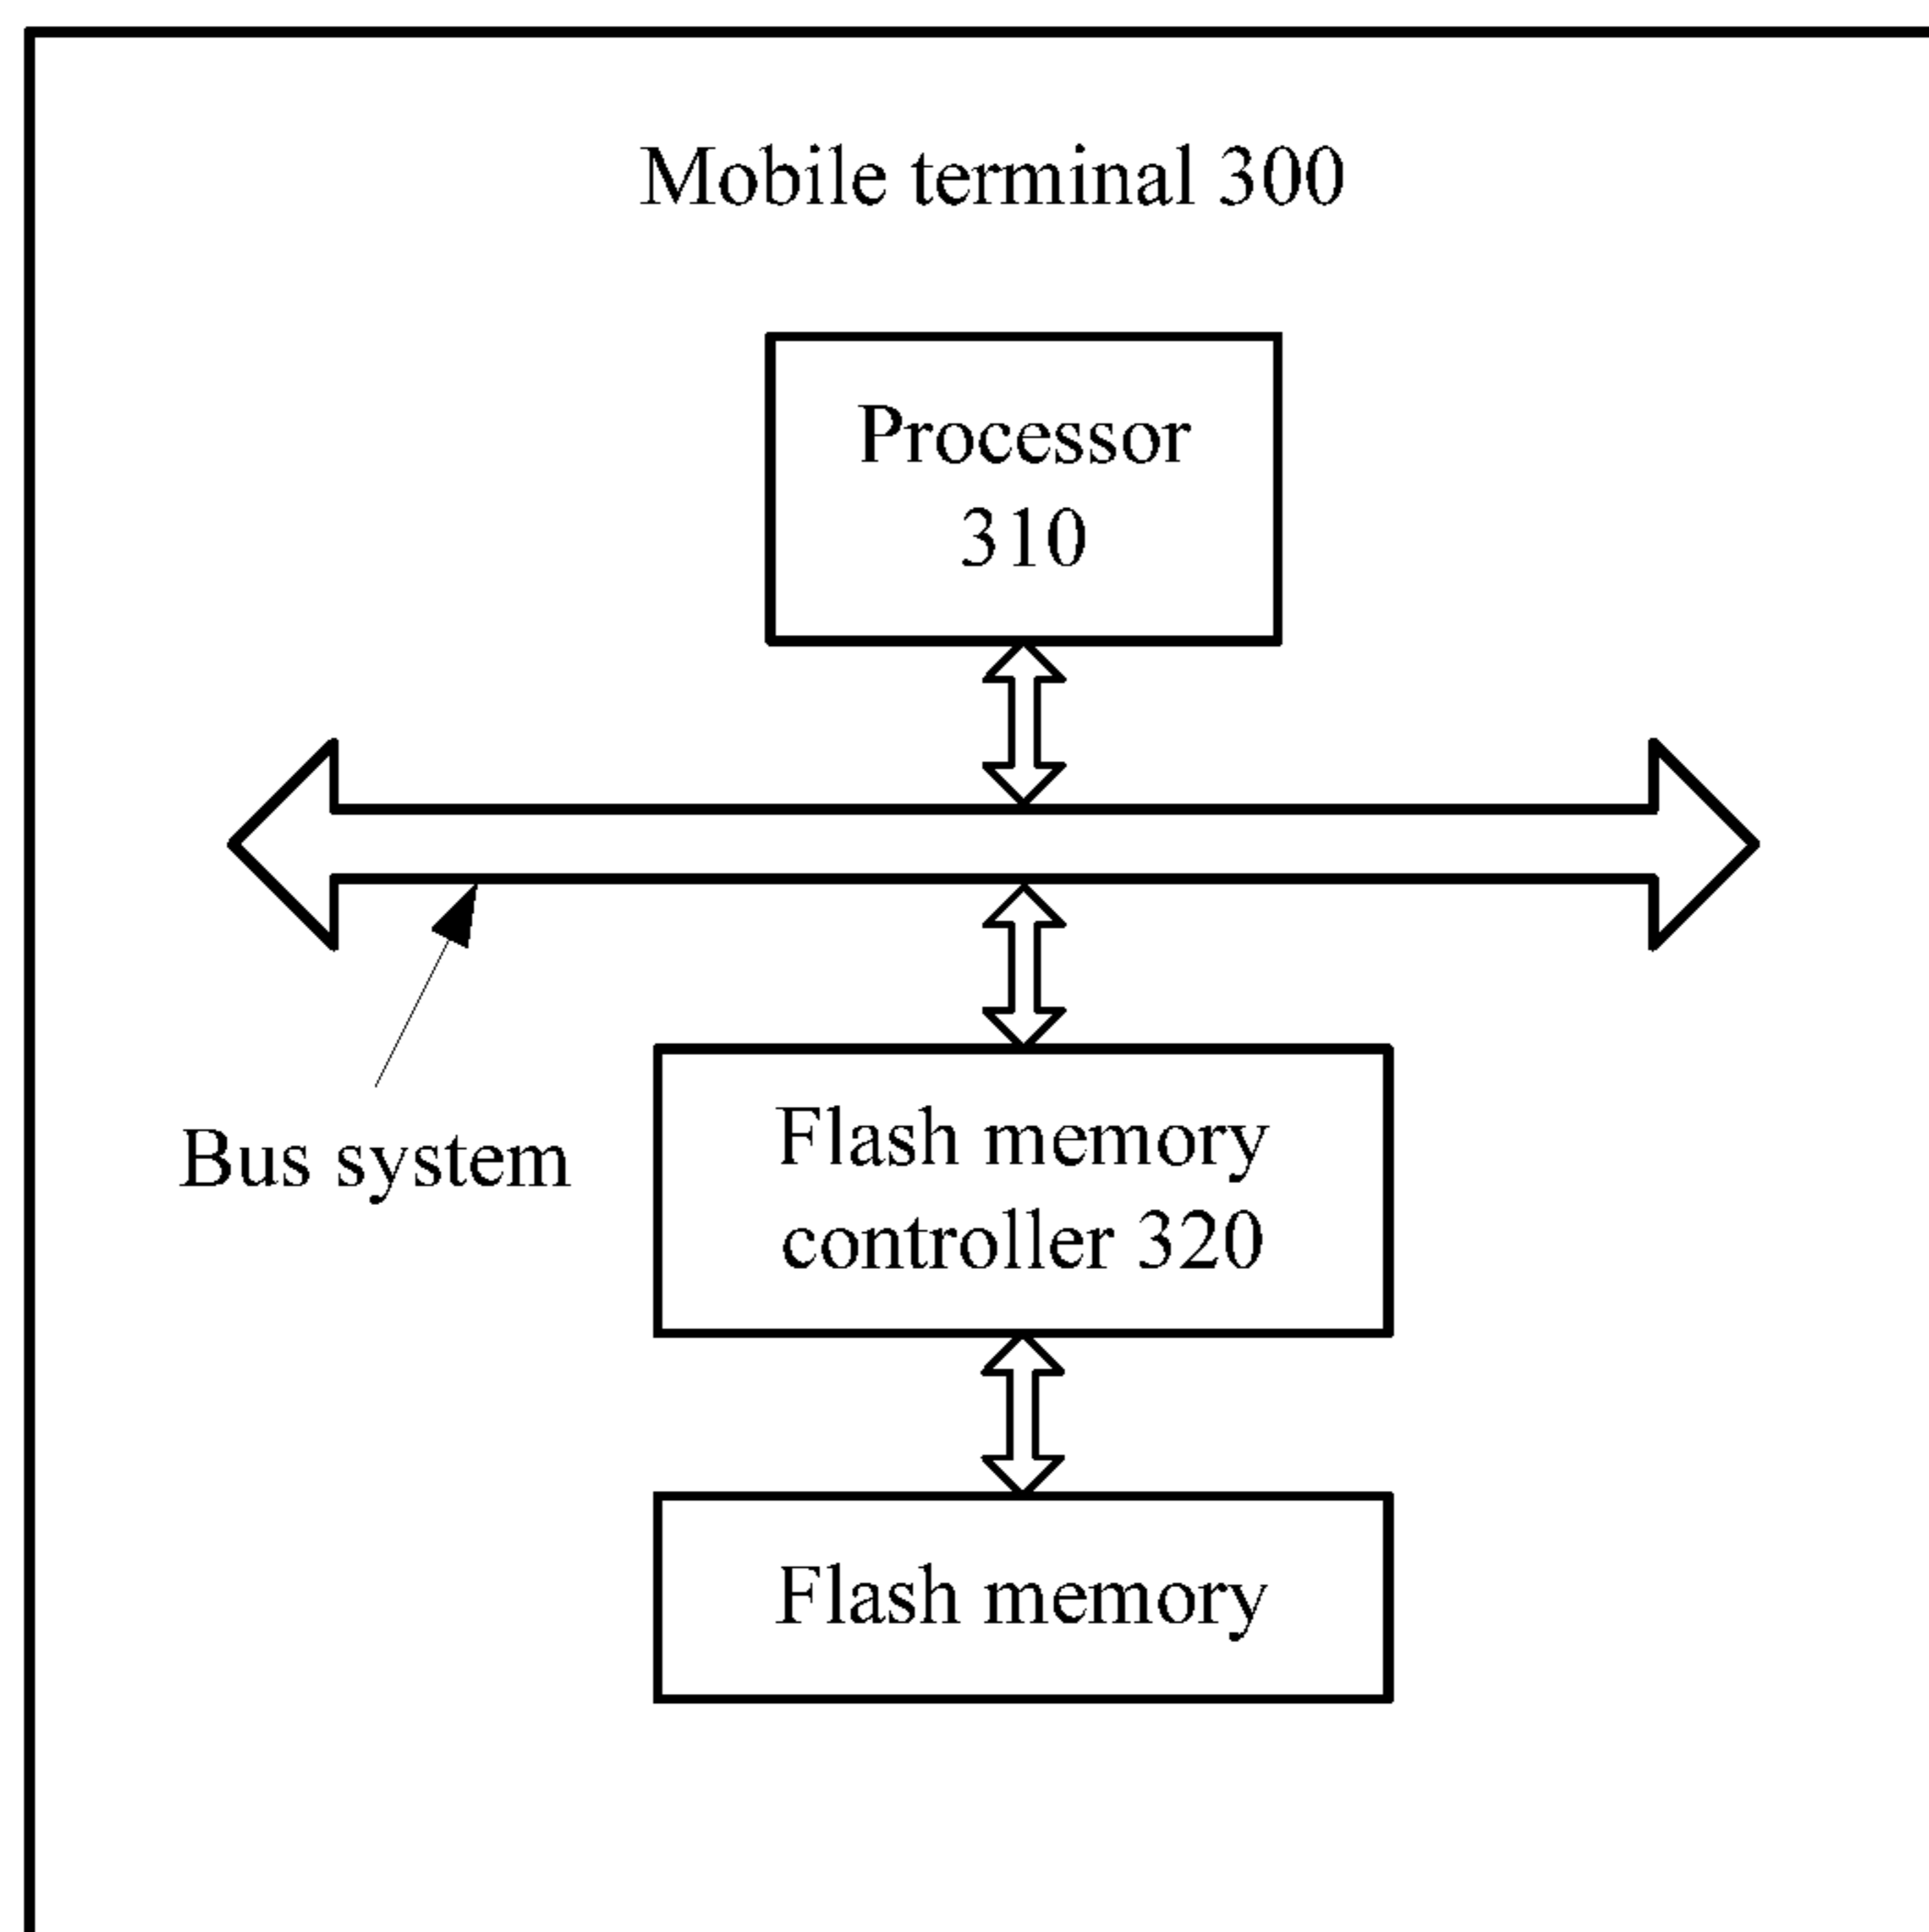 Mobile terminal 300
Processor
310
Bus system
Flash memory
controller 320
Flash memory